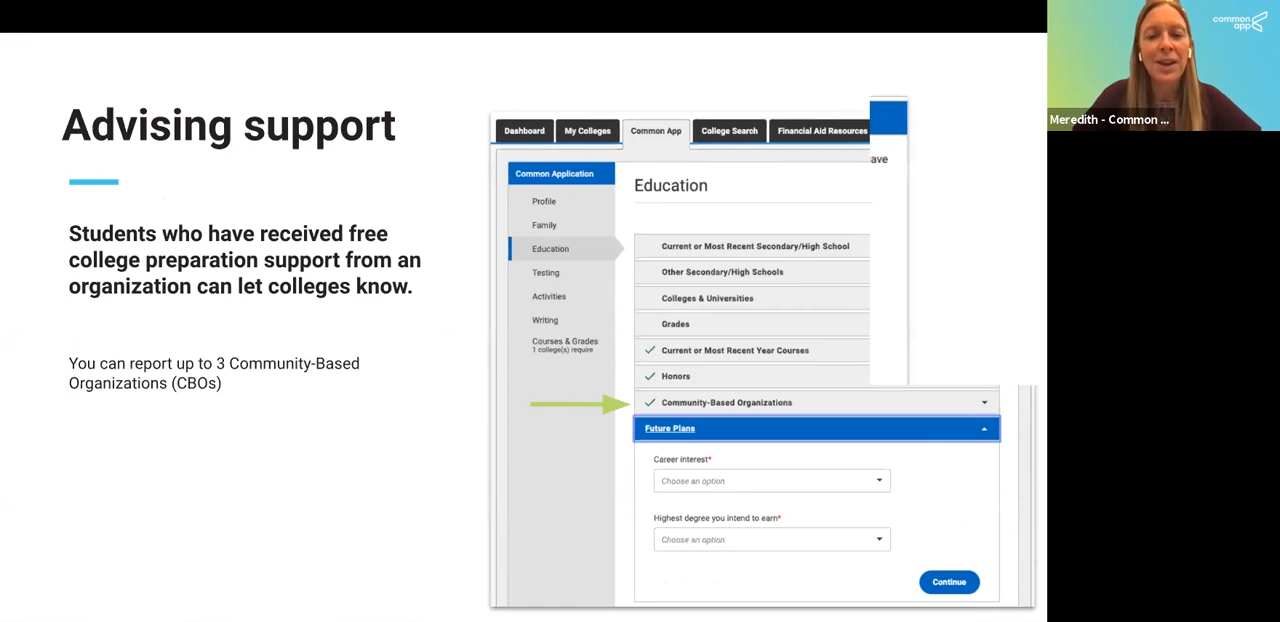 Advising support
Students who have received free
college preparation support from an
organization can let colleges know.
You can report up to 3 Community-Based
Organizations (CBOs)
Dashboard
My Colleges
Common App
College Search
Financial Aid Resources
ave
Common Application
Profile
Family
Education
Testing
Activities
Writing
Courses & Grades
1 college(s) require
Education
Current or Most Recent Secondary/High School
Other Secondary/High Schools
Colleges & Universities
Grades
Current or Most Recent Year Courses
Honors
Community-Based Organizations
Future Plans
Career interest*
Choose an option
Highest degree you intend to earn*
Choose an option
Continue
common
app
Meredith - Common ...